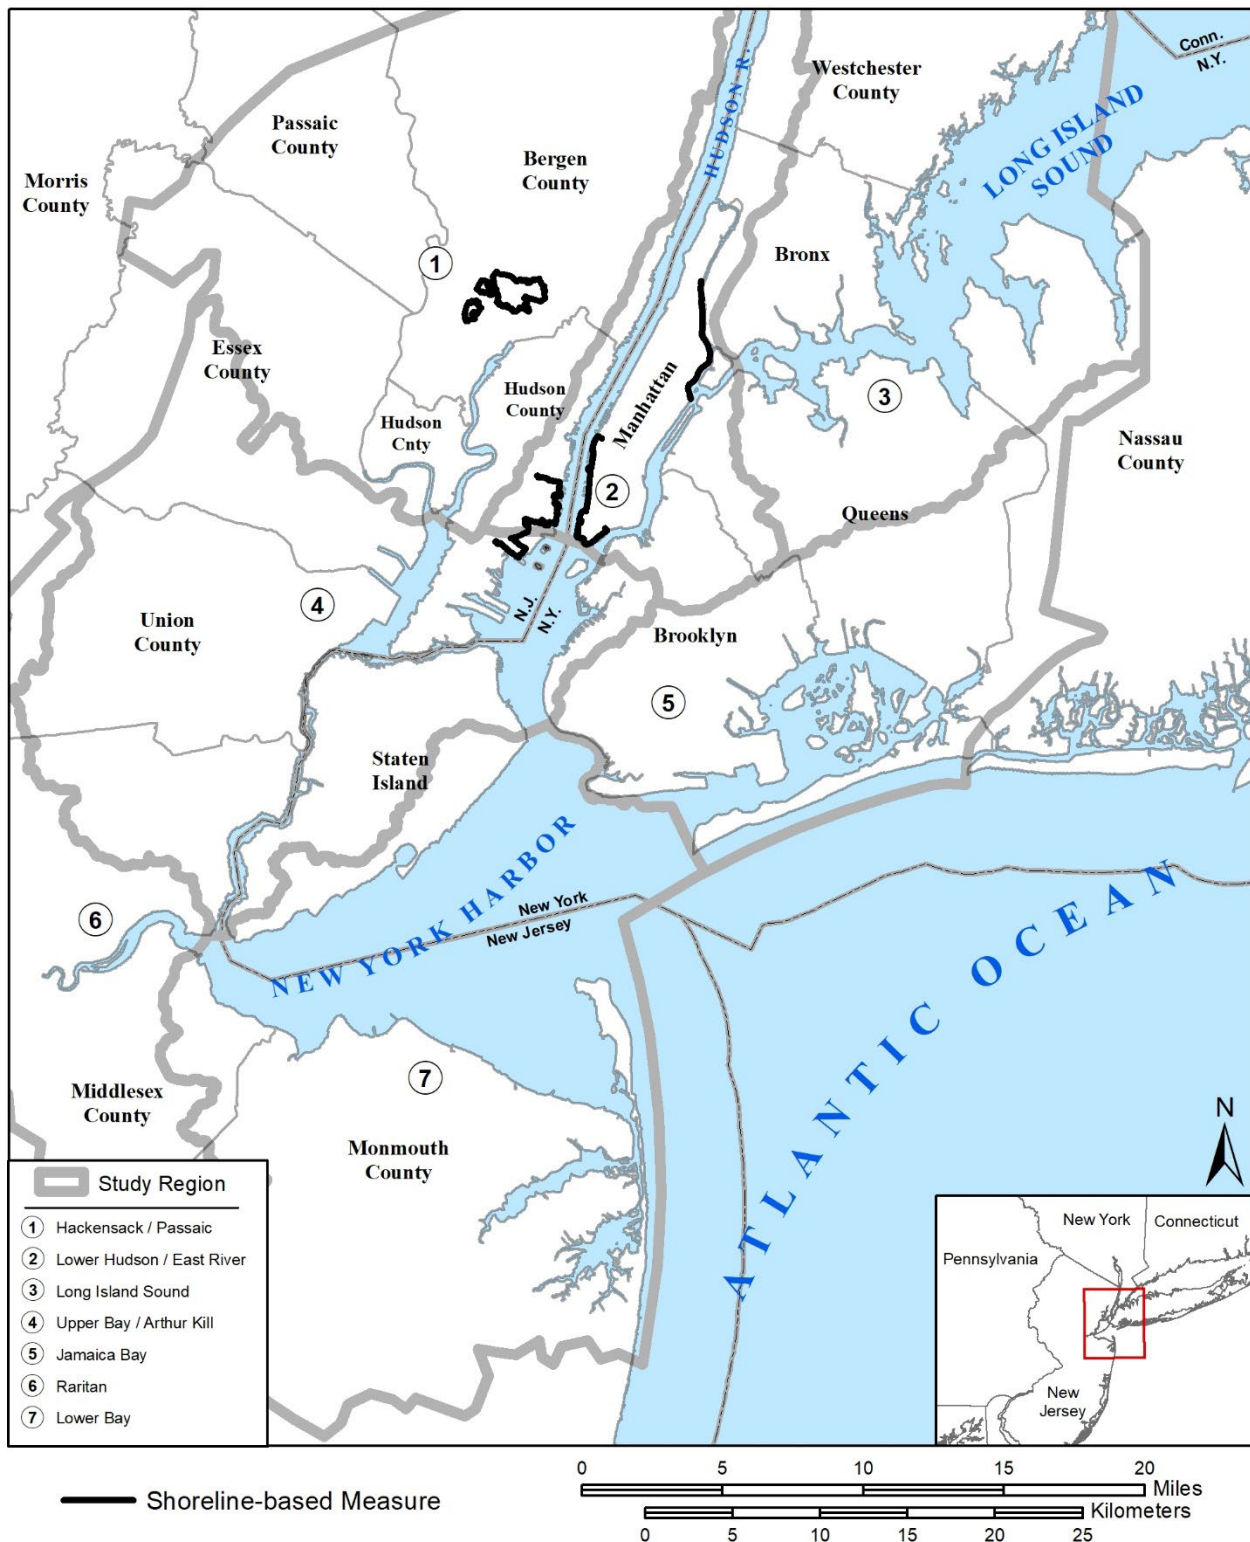 HUDSON R.
Conn.
N.Y.
Westchester
County
LONG ISLAND
SOUND
Passaic
County
Bergen
County
Morris
County
Bronx
1
Essex
County
Hudson
County
Manhattan
3
Hudson
Cnty
Nassau
County
2
Queens
4
N.J.
N.Y.
Union
County
Brooklyn
5
Staten
Island
NEW YORK HARBOR
New York
New Jersey
6
ATLANTIC OCEAN
7
Middlesex
County
Monmouth
County
N
Study Region
1 Hackensack / Passaic
2 Lower Hudson / East River
3 Long Island Sound
4 Upper Bay / Arthur Kill
5 Jamaica Bay
6 Raritan
7 Lower Bay
New York
Connecticut
Pennsylvania
New
Jersey
Shoreline-based Measure
0 5 10 15 20
Miles
Kilometers
0 5 10 15 20 25